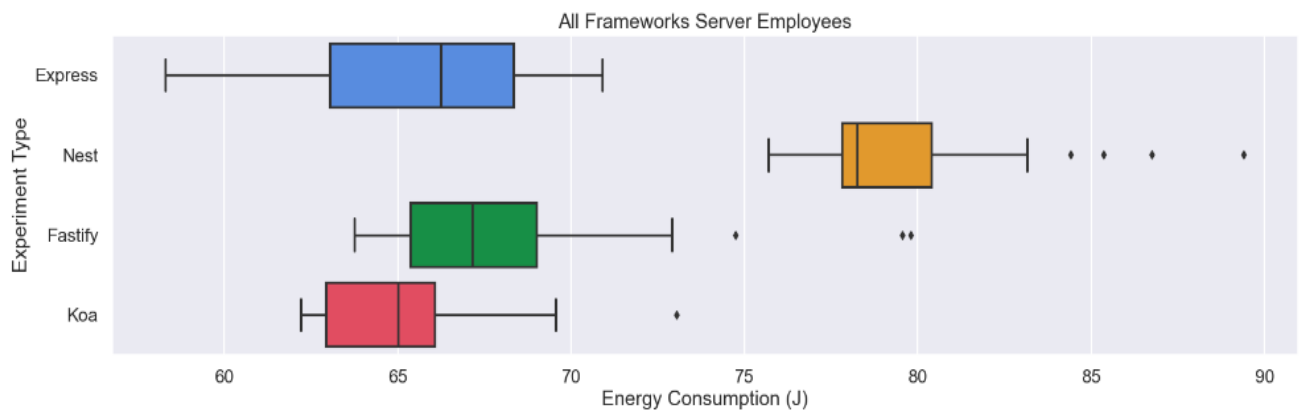 All Frameworks Server Employees
Experiment Type
Express
Nest
Fastify
Koa
60 65 70 75 80 85 90
Energy Consumption (J)